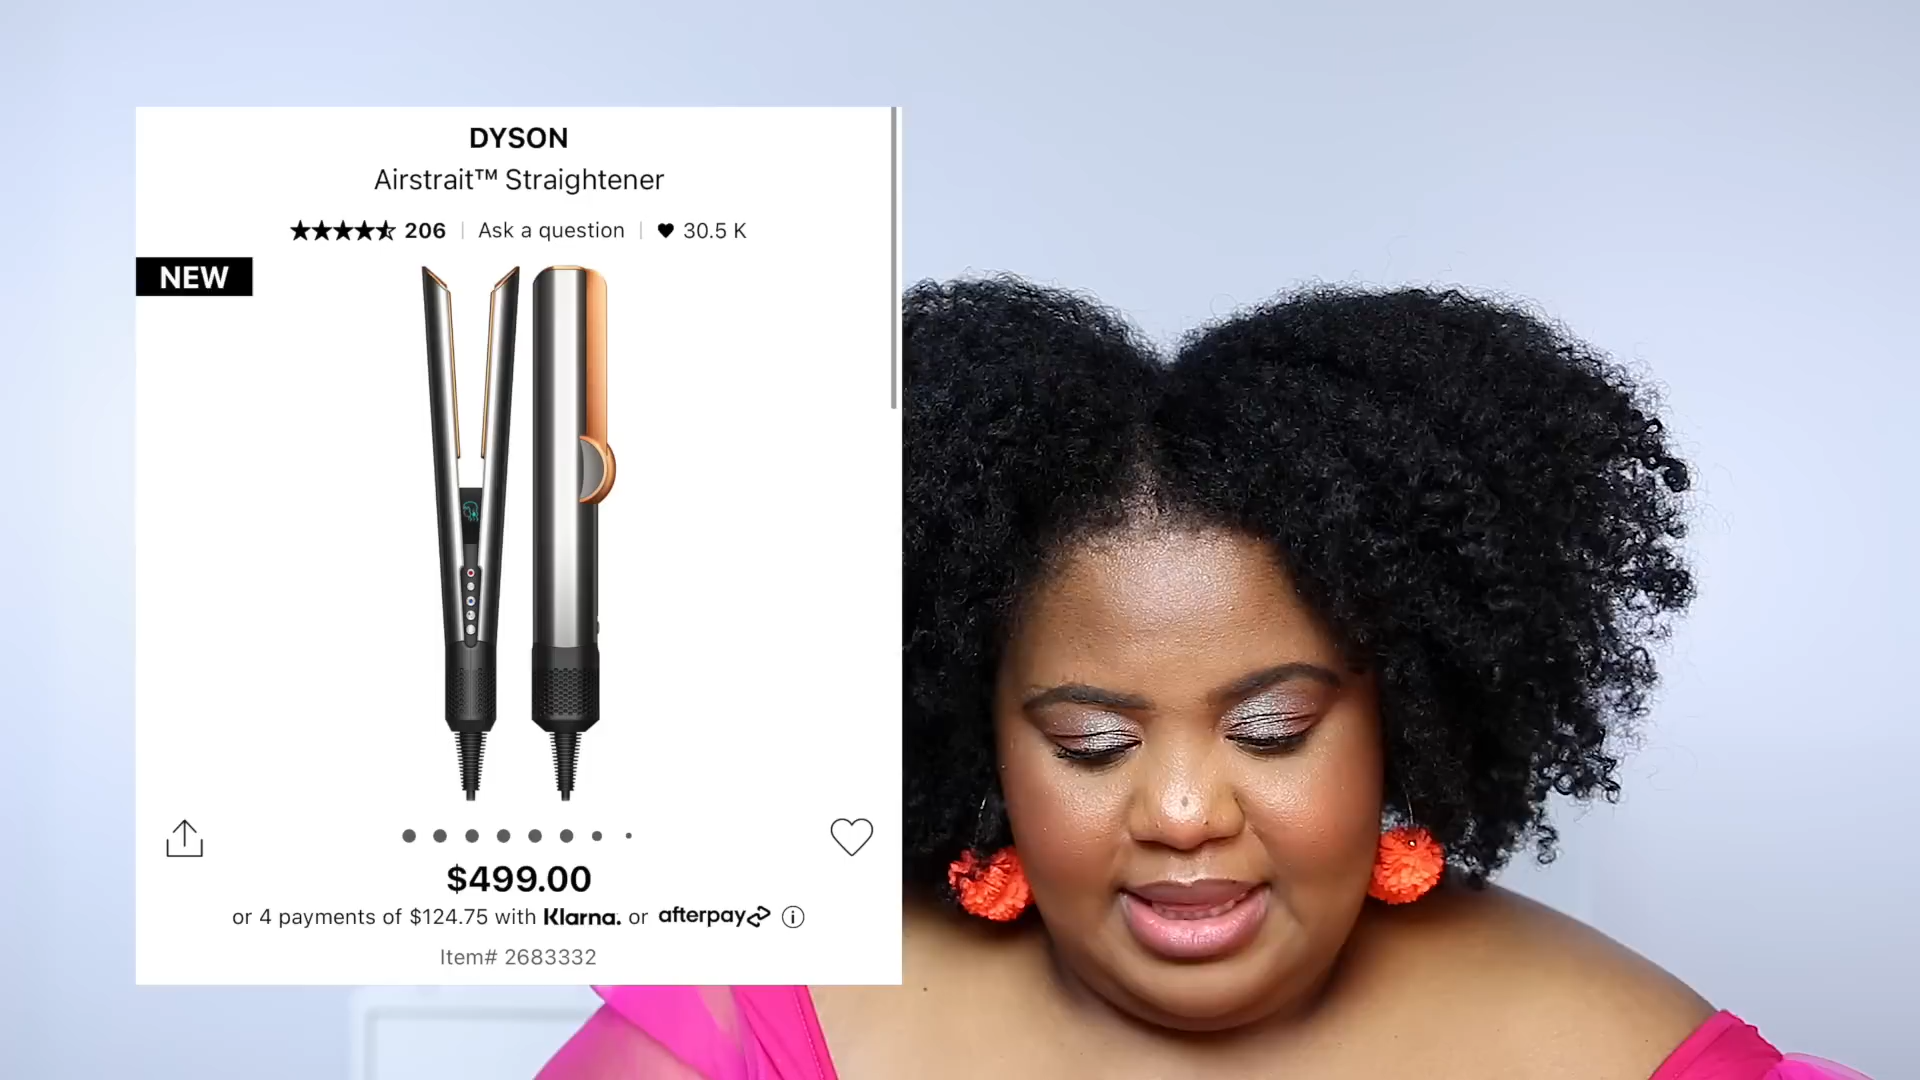 DYSON
Airstrait™ Straightener
206 | Ask a question | ♥ 30.5 K
NEW
$499.00
or 4 payments of $124.75 with Klarna. or afterpay
Item# 2683332